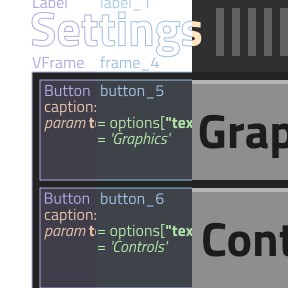 Label label_1
Settings
VFrame frame_4
Button button_5
caption:
param t = options["tex
= 'Graphics'
Grap
Button button_6
caption:
param t = options["tex
= 'Controls'
Cont